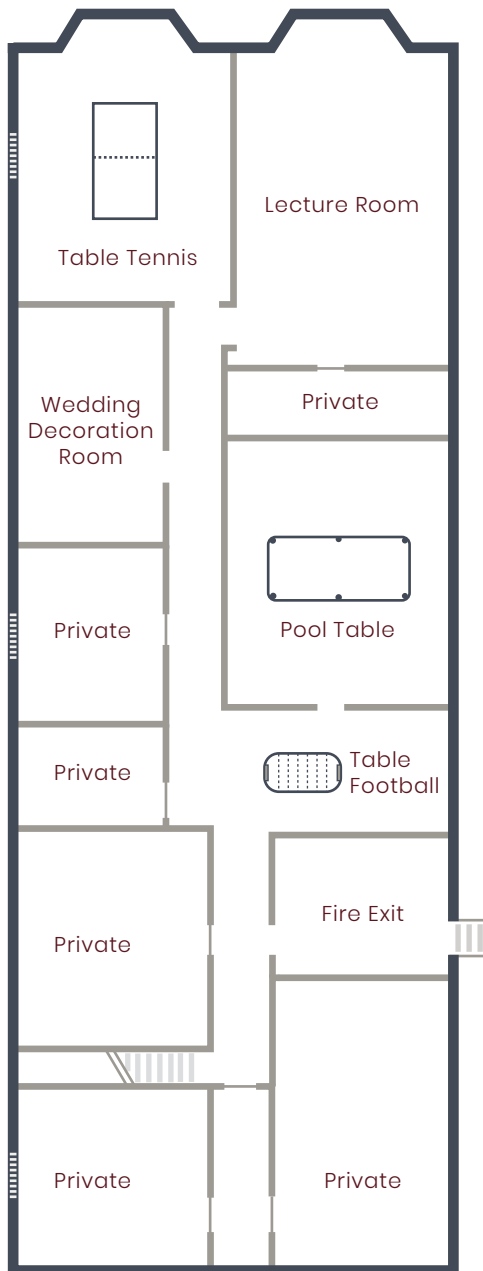 Lecture Room
Table Tennis
Private
Wedding
Decoration
Room
Private
Pool Table
Private
Table
Football
Fire Exit
Private
Private
Private